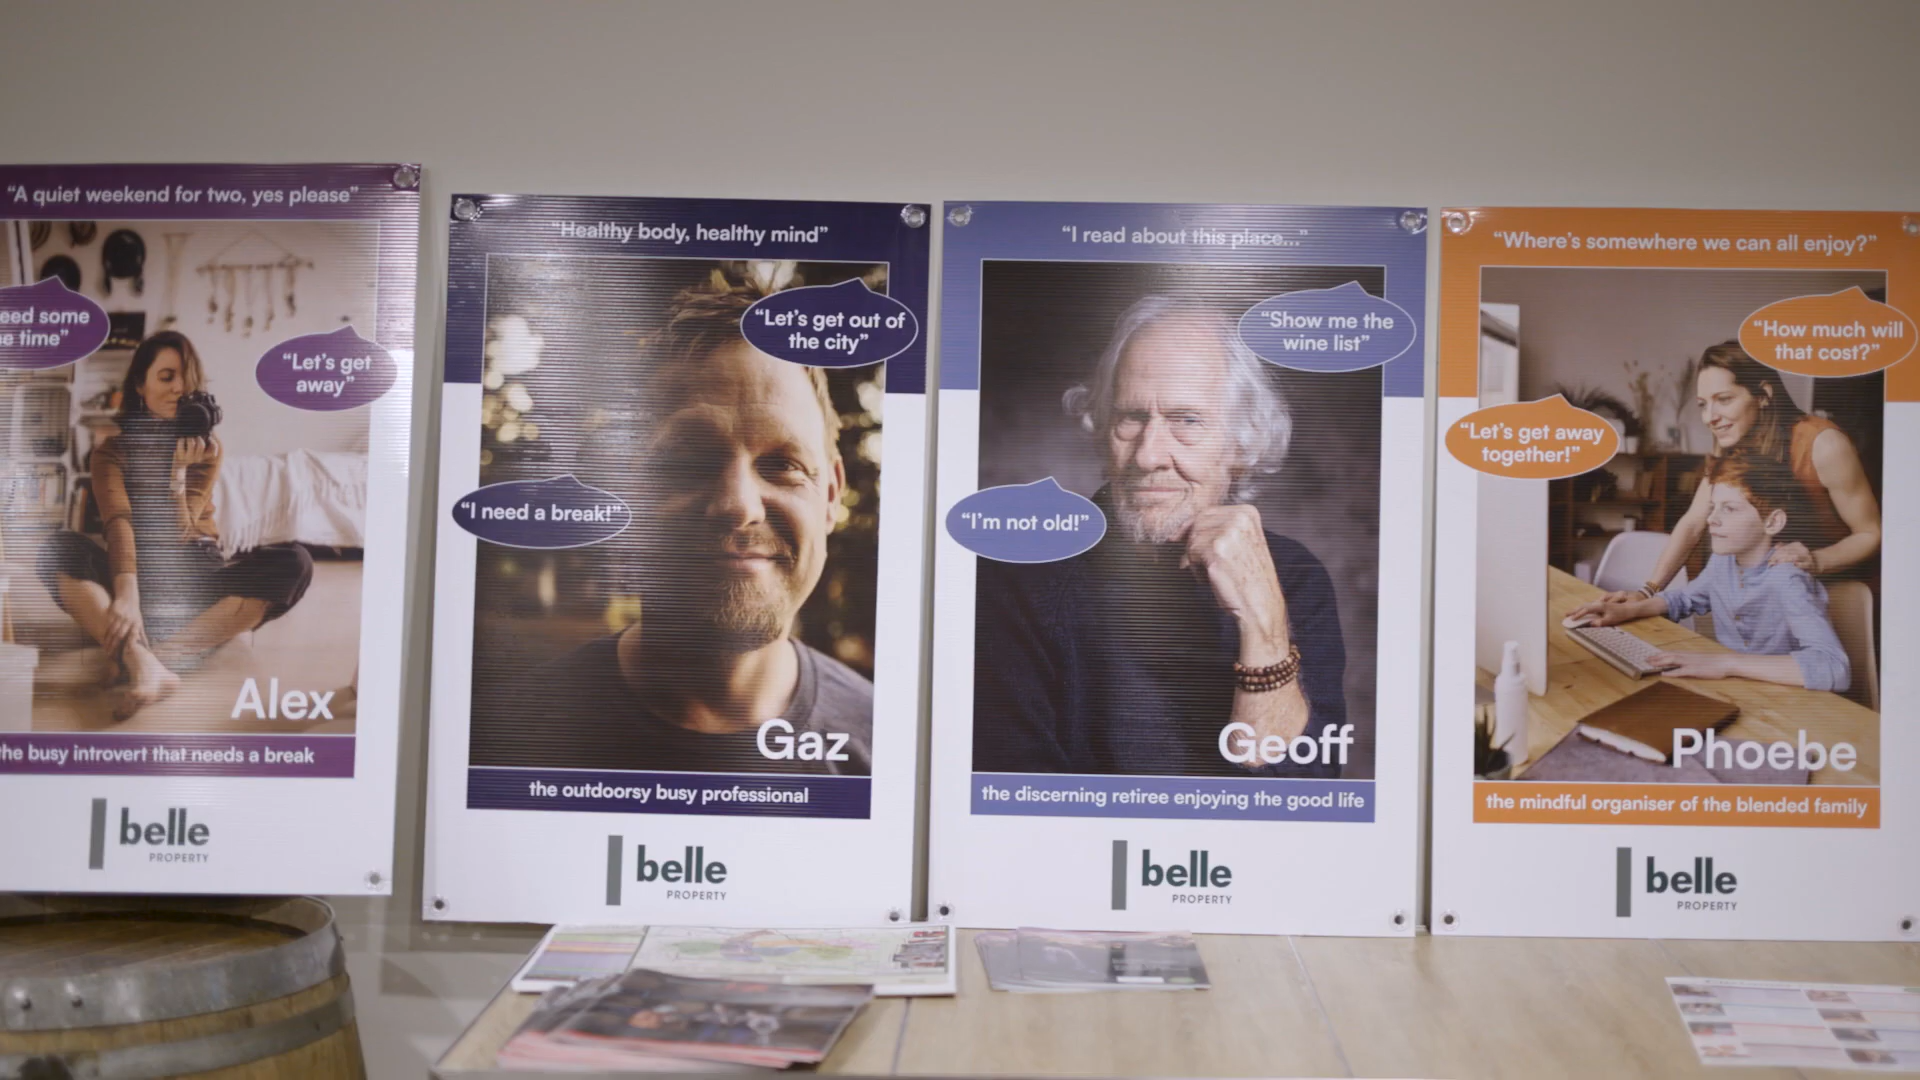 “A quiet weekend for two, yes please”
eed some
e time”
“Let’s get
away”
Alex
the busy introvert that needs a break
belle
PROPERTY
“Healthy body, healthy mind”
“Let’s get out of
the city”
“I need a break!”
Gaz
the outdoorsy busy professional
belle
PROPERTY
“I read about this place...”
“Show me the
wine list”
“I’m not old!”
Geoff
the discerning retiree enjoying the good life
belle
PROPERTY
“Where’s somewhere we can all enjoy?”
“How much will
that cost?”
“Let’s get away
together!”
Phoebe
the mindful organiser of the blended family
belle
PROPERTY